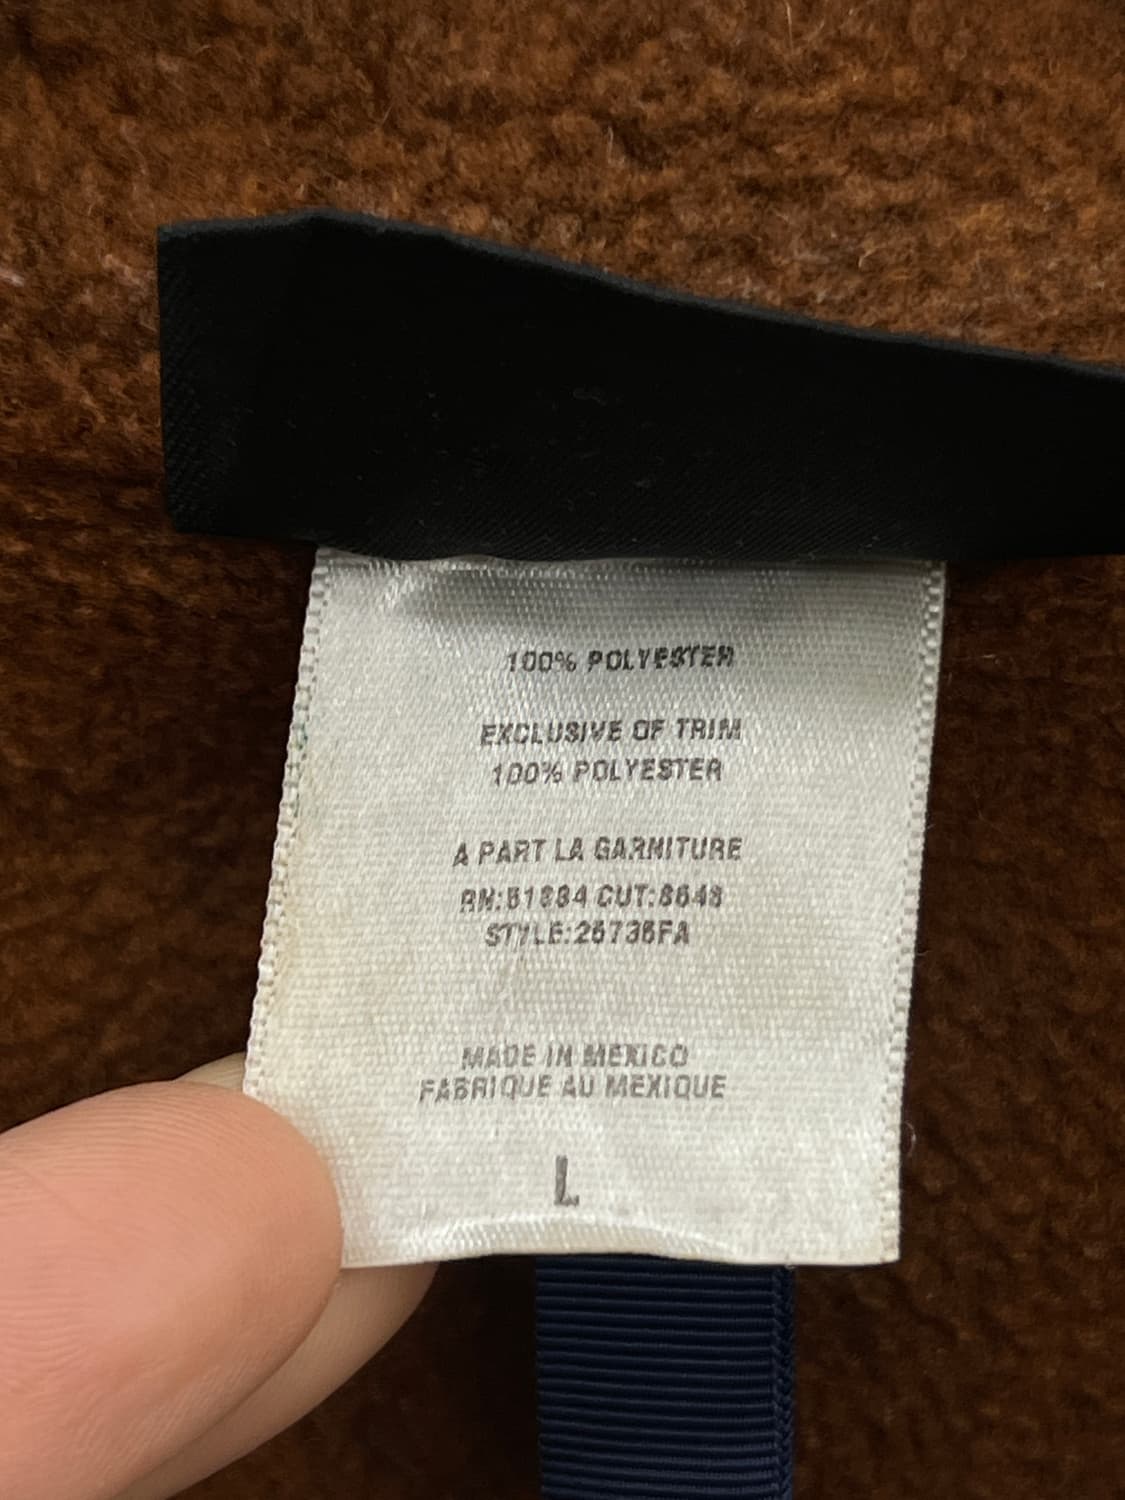 100% POLYESTER
EXCLUSIVE OF TRIM
100% POLYESTER
A PART LA GARNITURE
RN:51884 CUT:8648
STYLE:26736FA
MADE IN MEXICO
FABRIQUE AU MEXIQUE
L